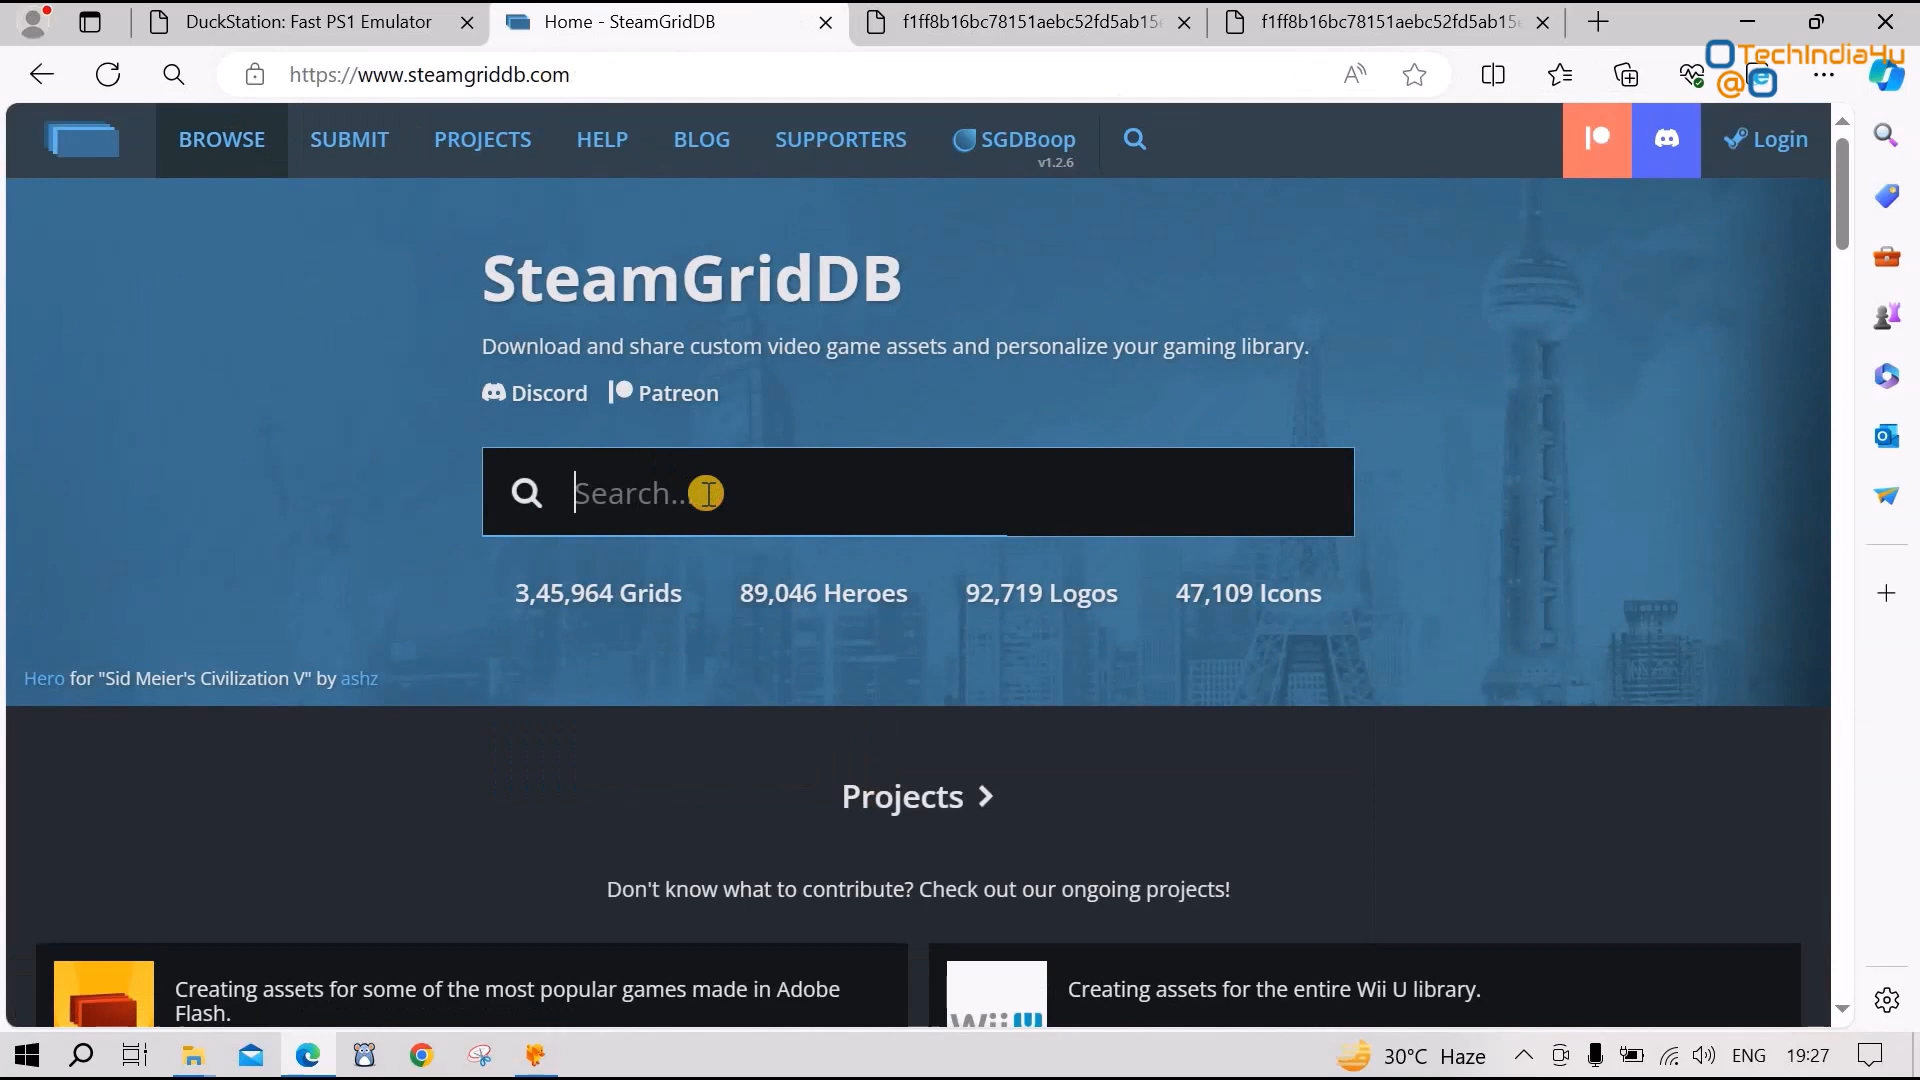 DuckStation: Fast PS1 Emulator
Home - SteamGridDB
f1ff8b16bc78151aebc52fd5ab15
f1ff8b16bc78151aebc52fd5ab15
https://www.steamgriddb.com
TechIndia4u
@
BROWSE
SUBMIT
PROJECTS
HELP
BLOG
SUPPORTERS
SGDBoop
v1.2.6
Login
SteamGridDB
Download and share custom video game assets and personalize your gaming library.
Discord
Patreon
Search...
3,45,964 Grids
89,046 Heroes
92,719 Logos
47,109 Icons
Hero for "Sid Meier's Civilization V" by ashz
Projects
Don't know what to contribute? Check out our ongoing projects!
Creating assets for some of the most popular games made in Adobe
Flash.
Wii U
Creating assets for the entire Wii U library.
30°C Haze
ENG
19:27